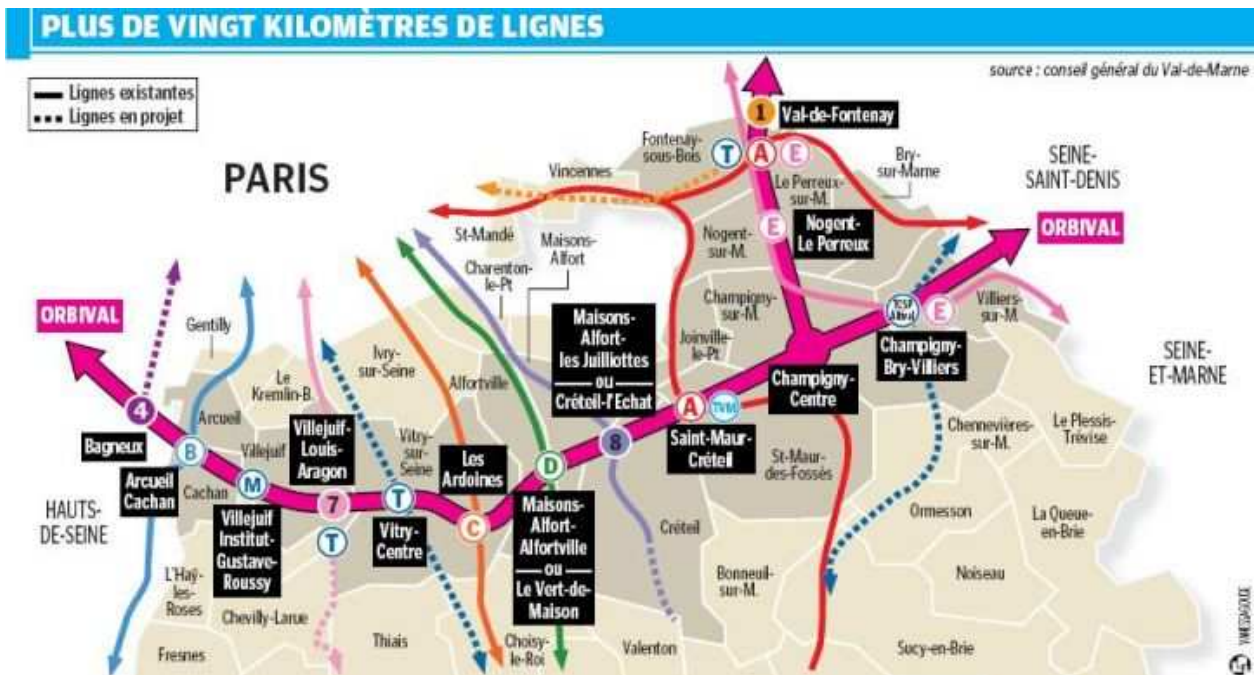 PLUS DE VINGT KILOMÈTRES DE LIGNES
source : conseil général du Val-de-Marne
Lignes existantes
Lignes en projet
PARIS
Fontenay-
sous-Bois
Vincennes
1
Val-de-Fontenay
T
A
E
Le Perreux-
sur-M.
Bry-
sur-Marne
SEINE-
SAINT-DENIS
St-Mandé
Maisons-
Alfort
Charenton-
le-Pt
Nogent-
sur-M.
E
Nogent-
Le Perreux
ORBIVAL
ORBIVAL
Gentilly
Le
Kremlin-B.
Ivry-
sur-Seine
Alfortville
Maisons-
Alfort-
les Juilliottes
ou
Créteil-l'Echat
Champigny-
sur-M.
Joinville-
le-Pt
TCSP
Altival
E
Villiers-
sur-M.
Champigny-
Bry-Villiers
SEINE-
ET-MARNE
4
Bagneux
Arcueil
B
Arcueil
Cachan
Villejuif
Villejuif-
Louis-
Aragon
Vitry-
sur-
Seine
Les
Ardoines
8
A
TVM
Saint-Maur-
Créteil
Champigny-
Centre
Chennevières-
sur-M.
Le Plessis-
Trévise
HAUTS-
DE-SEINE
Cachan
M
Villejuif
Institut-
Gustave-
Roussy
7
T
T
Vitry-
Centre
C
D
Maisons-
Alfort-
Alfortville
ou
Le Vert-de-
Maison
Créteil
St-Maur-
des-Fossés
Ormesson
La Queue-
en-Brie
L'Haÿ-
les-
Roses
Chevilly-Larue
Bonneuil-
sur-M.
Noiseau
Fresnes
Thiais
Choisy-
le-Roi
Valenton
Sucy-en-Brie